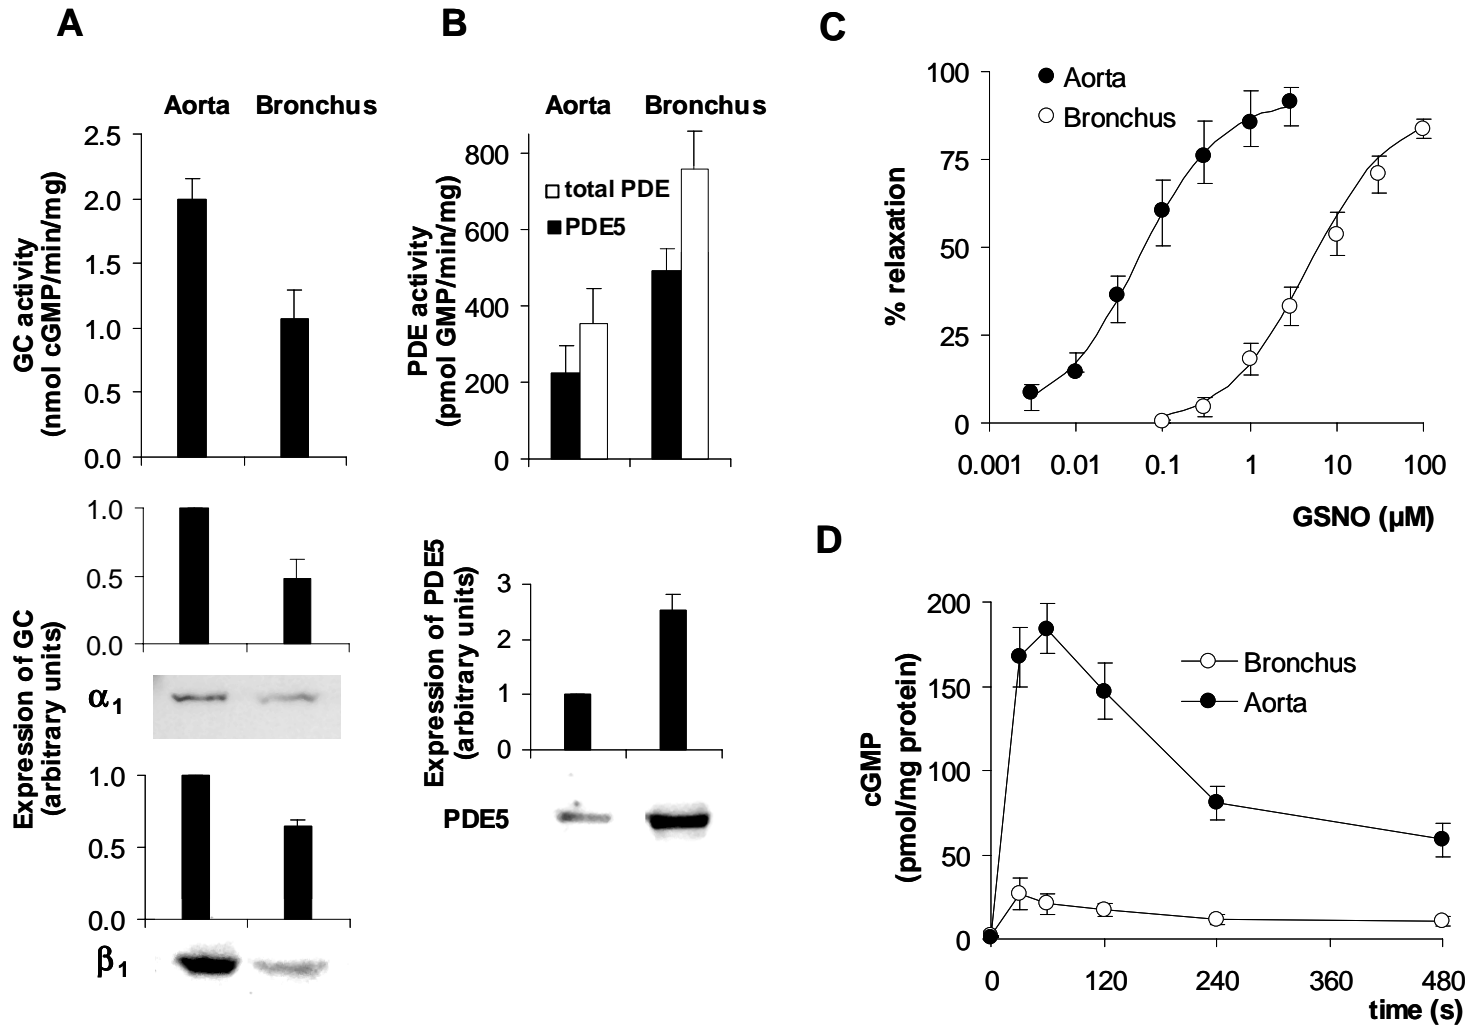 A
Aorta Bronchus
GC activity
(nmol cGMP/min/mg)
2.5
2.0
1.5
1.0
0.5
0.0
Expression of GC
(arbitrary units)
1.0
0.5
0.0
α1
1.0
0.5
0.0
β1
B
Aorta Bronchus
PDE activity
(pmol GMP/min/mg)
800
600
400
200
0
total PDE
PDE5
Expression of PDE5
(arbitrary units)
3
2
1
0
PDE5
C
% relaxation
100
75
50
25
0
Aorta
Bronchus
0.001 0.01 0.1 1 10 100
GSNO (µM)
D
cGMP
(pmol/mg protein)
200
150
100
50
0
Bronchus
Aorta
0 120 240 360 480
time (s)